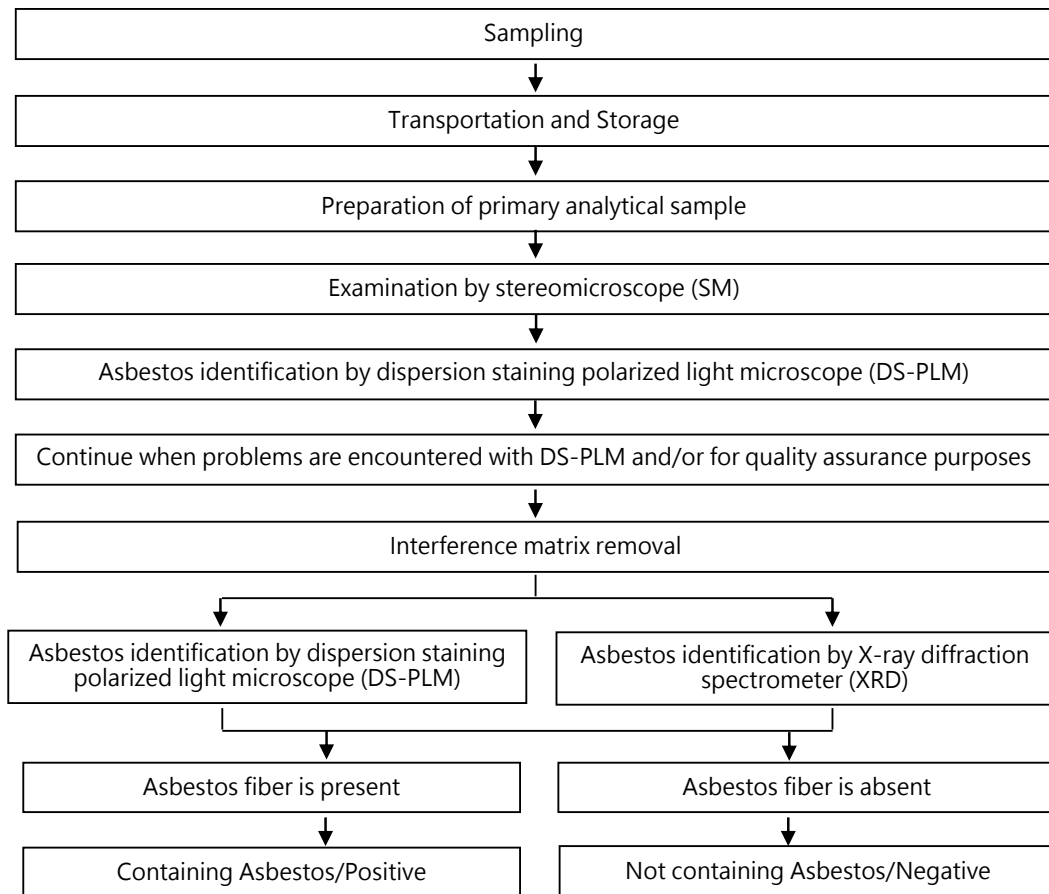 Sampling
Transportation and Storage
Preparation of primary analytical sample
Examination by stereomicroscope (SM)
Asbestos identification by dispersion staining polarized light microscope (DS-PLM)
Continue when problems are encountered with DS-PLM and/or for quality assurance purposes
Interference matrix removal
Asbestos identification by dispersion staining
polarized light microscope (DS-PLM)
Asbestos identification by X-ray diffraction
spectrometer (XRD)
Asbestos fiber is present
Asbestos fiber is absent
Containing Asbestos/Positive
Not containing Asbestos/Negative